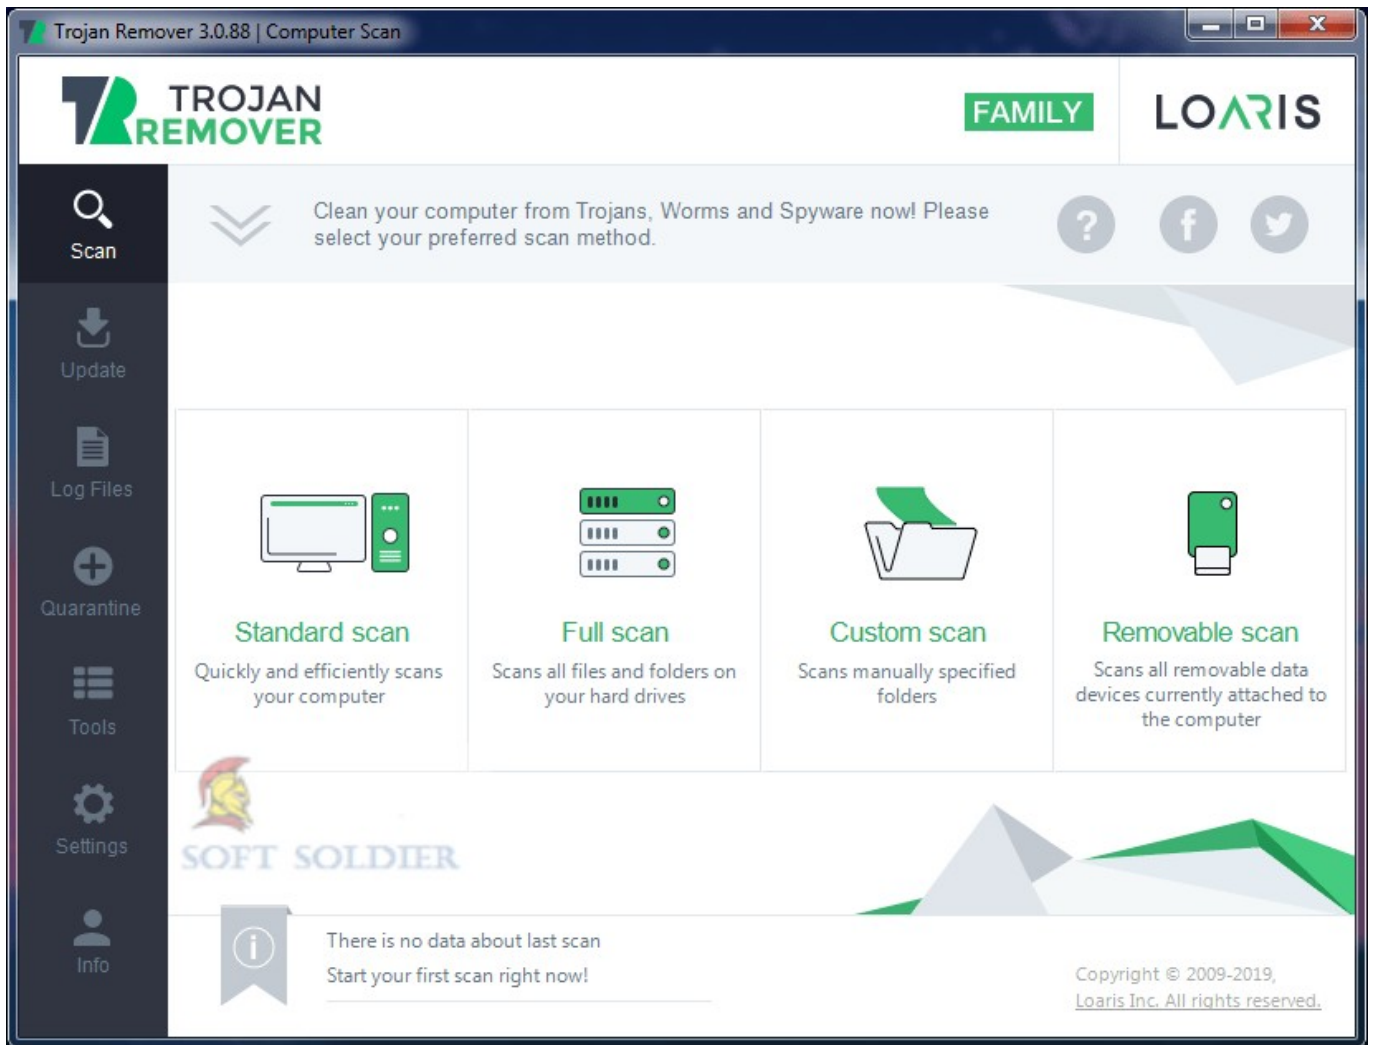 Trojan Remover 3.0.88 | Computer Scan
TROJAN
REMOVER
FAMILY
LOARIS
Scan
Clean your computer from Trojans, Worms and Spyware now! Please
select your preferred scan method.
?
Update
Log Files
Quarantine
Tools
Settings
Info
Standard scan
Quickly and efficiently scans
your computer
Full scan
Scans all files and folders on
your hard drives
Custom scan
Scans manually specified
folders
Removable scan
Scans all removable data
devices currently attached to
the computer
SOFT SOLDIER
There is no data about last scan
Start your first scan right now!
Copyright © 2009-2019,
Loaris Inc. All rights reserved.